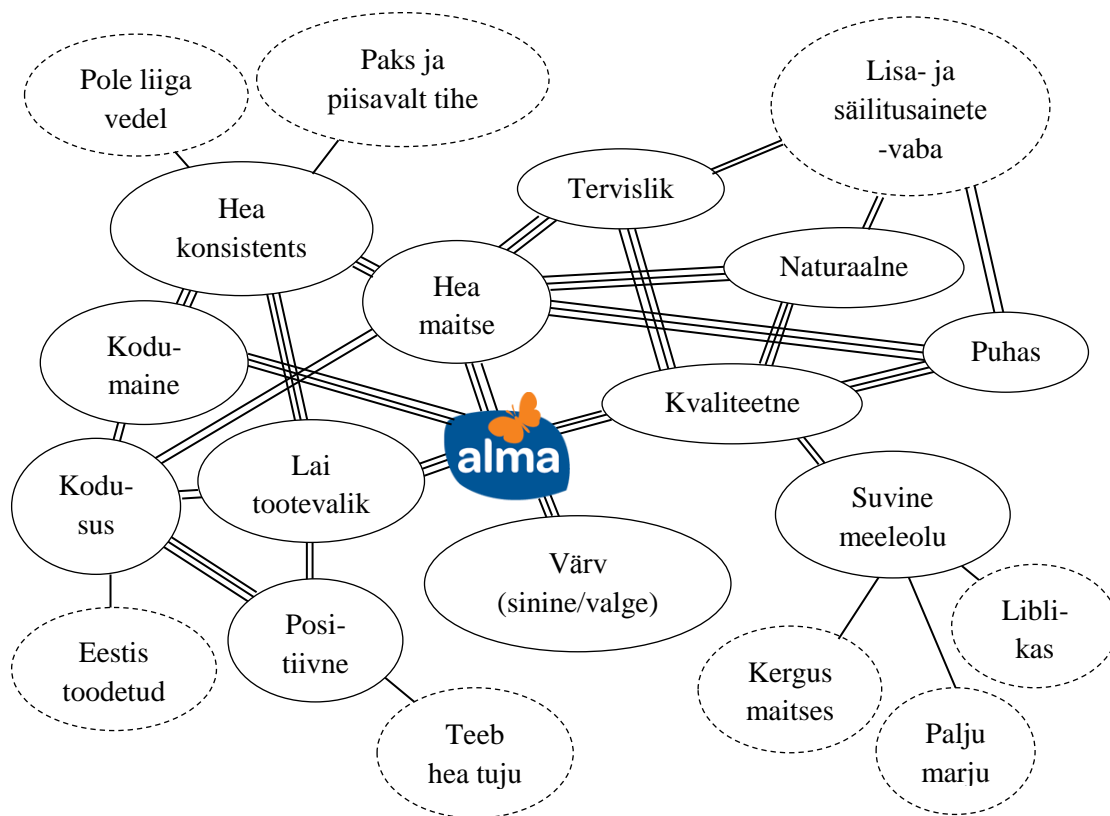 Pole liiga
vedel
Paks ja
piisavalt tihe
Lisa- ja
säilitusainete
-vaba
Tervislik
Hea
konsistents
Hea
maitse
Naturaalne
Kodu-
maine
Puhas
Kvaliteetne
alma
Kodu-
sus
Lai
tootevalik
Suvine
meeleolu
Värv
(sinine/valge)
Eestis
toodetud
Posi-
tiivne
Libli-
kas
Kergus
maitses
Teeb
hea tuju
Palju
marju